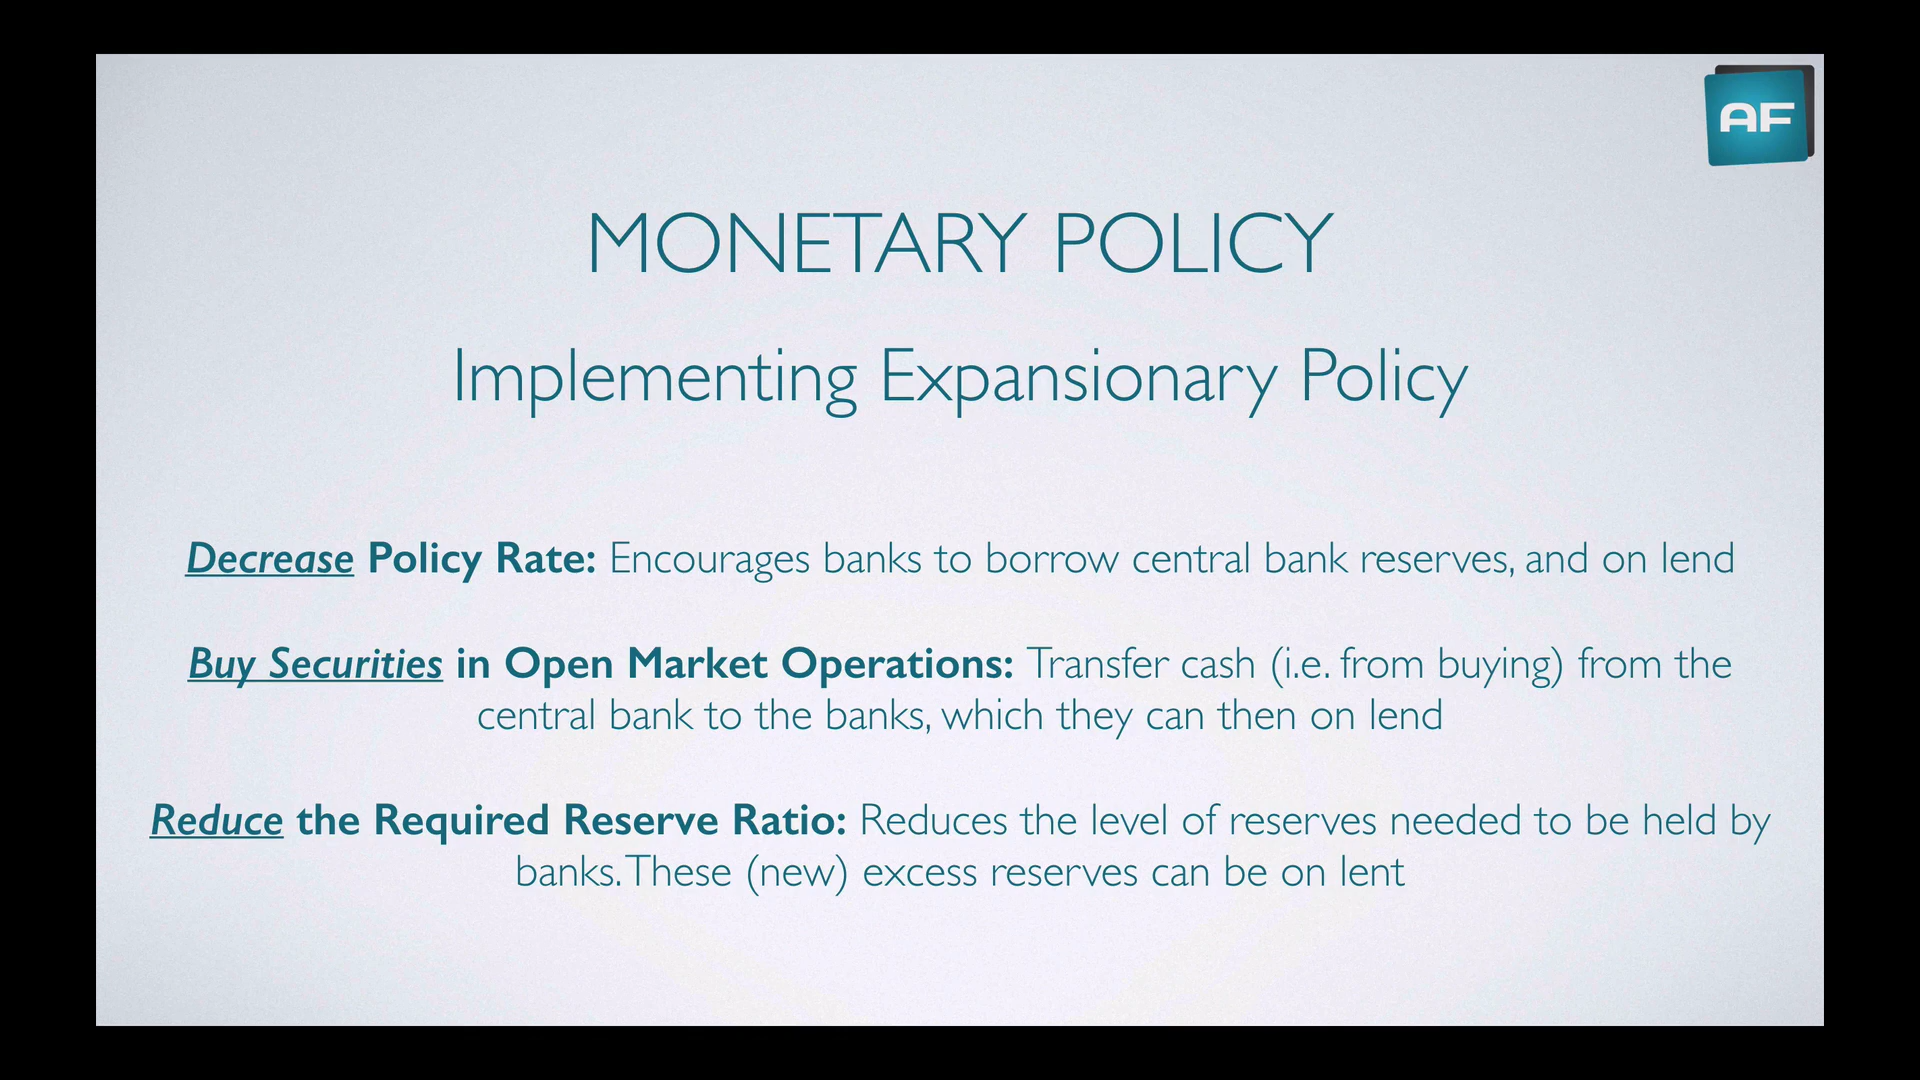 AF
MONETARY POLICY
Implementing Expansionary Policy
Decrease Policy Rate: Encourages banks to borrow central bank reserves, and on lend
Buy Securities in Open Market Operations: Transfer cash (i.e. from buying) from the
central bank to the banks, which they can then on lend
Reduce the Required Reserve Ratio: Reduces the level of reserves needed to be held by
banks. These (new) excess reserves can be on lent